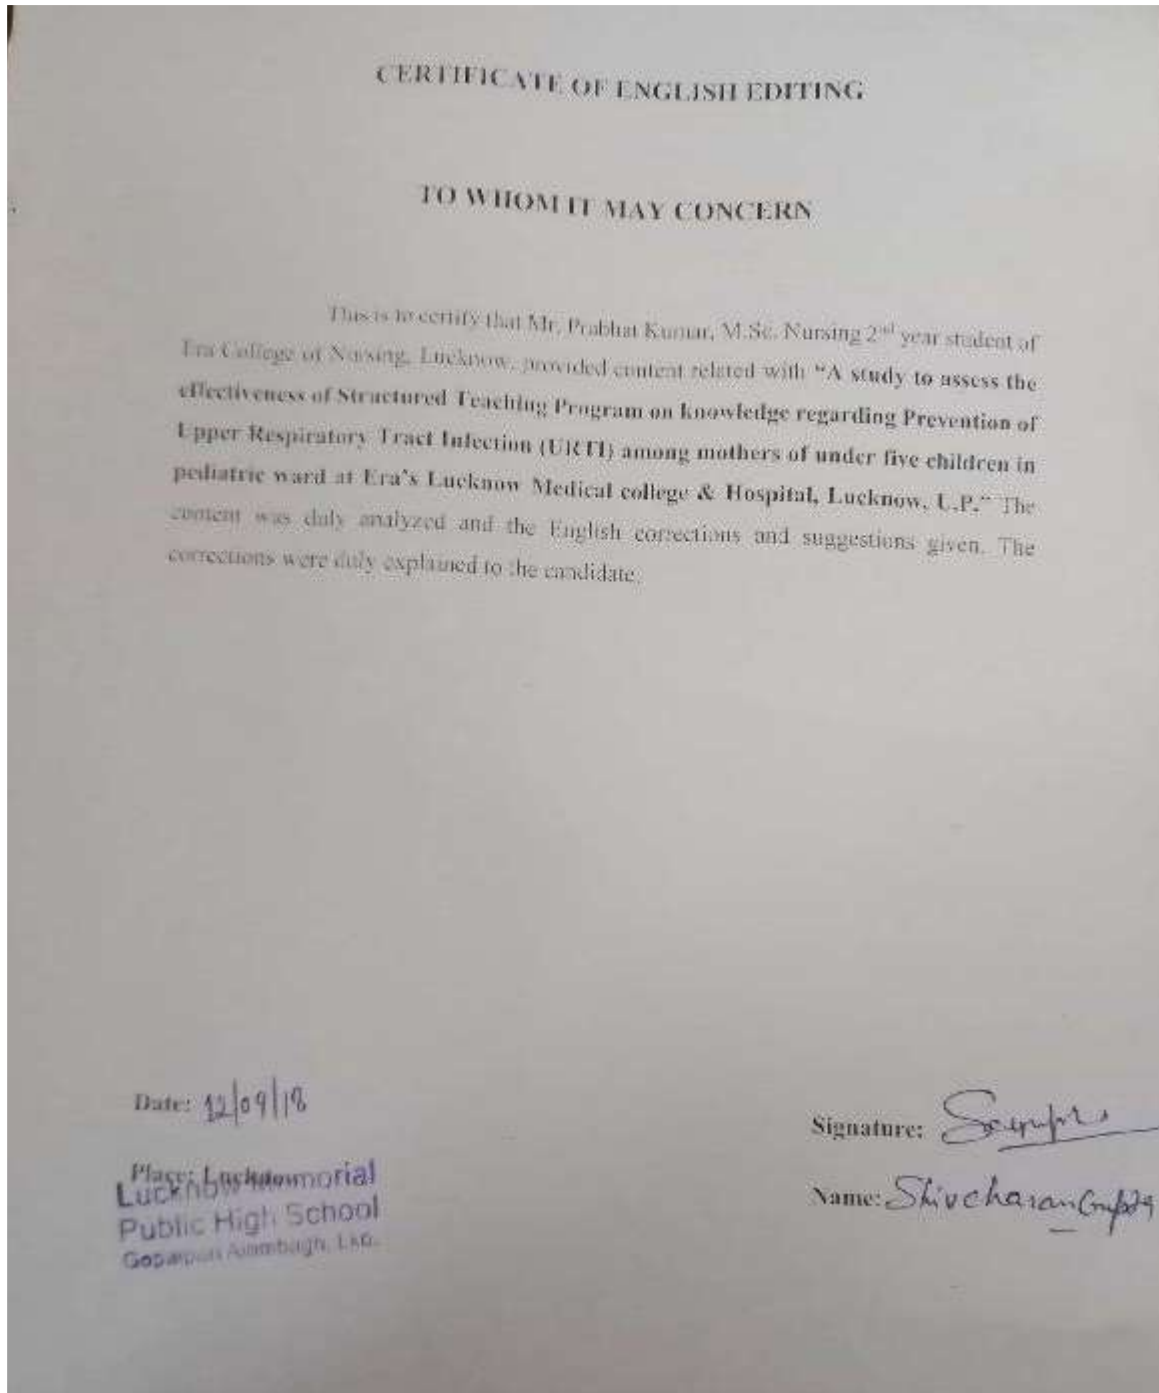 CERTIFICATE OF ENGLISH EDITING
TO WHOM IT MAY CONCERN
This is to certify that Mr. Prabhat Kumar, M.Sc. Nursing 2nd year student of
Era College of Nursing, Lucknow, provided content related with “A study to assess the
effectiveness of Structured Teaching Program on knowledge regarding Prevention of
Upper Respiratory Tract Infection (URTI) among mothers of under five children in
pediatric ward at Era’s Lucknow Medical college & Hospital, Lucknow, U.P.” The
content was duly analyzed and the English corrections and suggestions given. The
corrections were duly explained to the candidate.
Date: 12/09/18
Signature:
Place: Lucknow
Lucknow
Public High School
Alambagh, Lko.
Name: Shivcharan Gupta